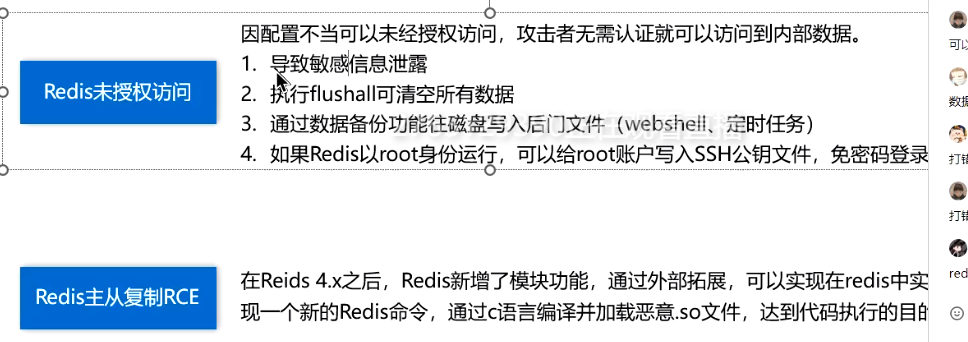 因配置不当可以未经授权访问，攻击者无需认证就可以访问到内部数据。
Redis未授权访问
1. 导致敏感信息泄露
2. 执行flushall可清空所有数据
3. 通过数据备份功能往磁盘写入后门文件（webshell、定时任务）
4. 如果Redis以root身份运行，可以给root账户写入SSH公钥文件，免密码登录
Redis主从复制RCE
在Reids 4.x之后，Redis新增了模块功能，通过外部拓展，可以实现在redis中实
现一个新的Redis命令，通过c语言编译并加载恶意.so文件，达到代码执行的目的
可以
数据
打错
打错
red